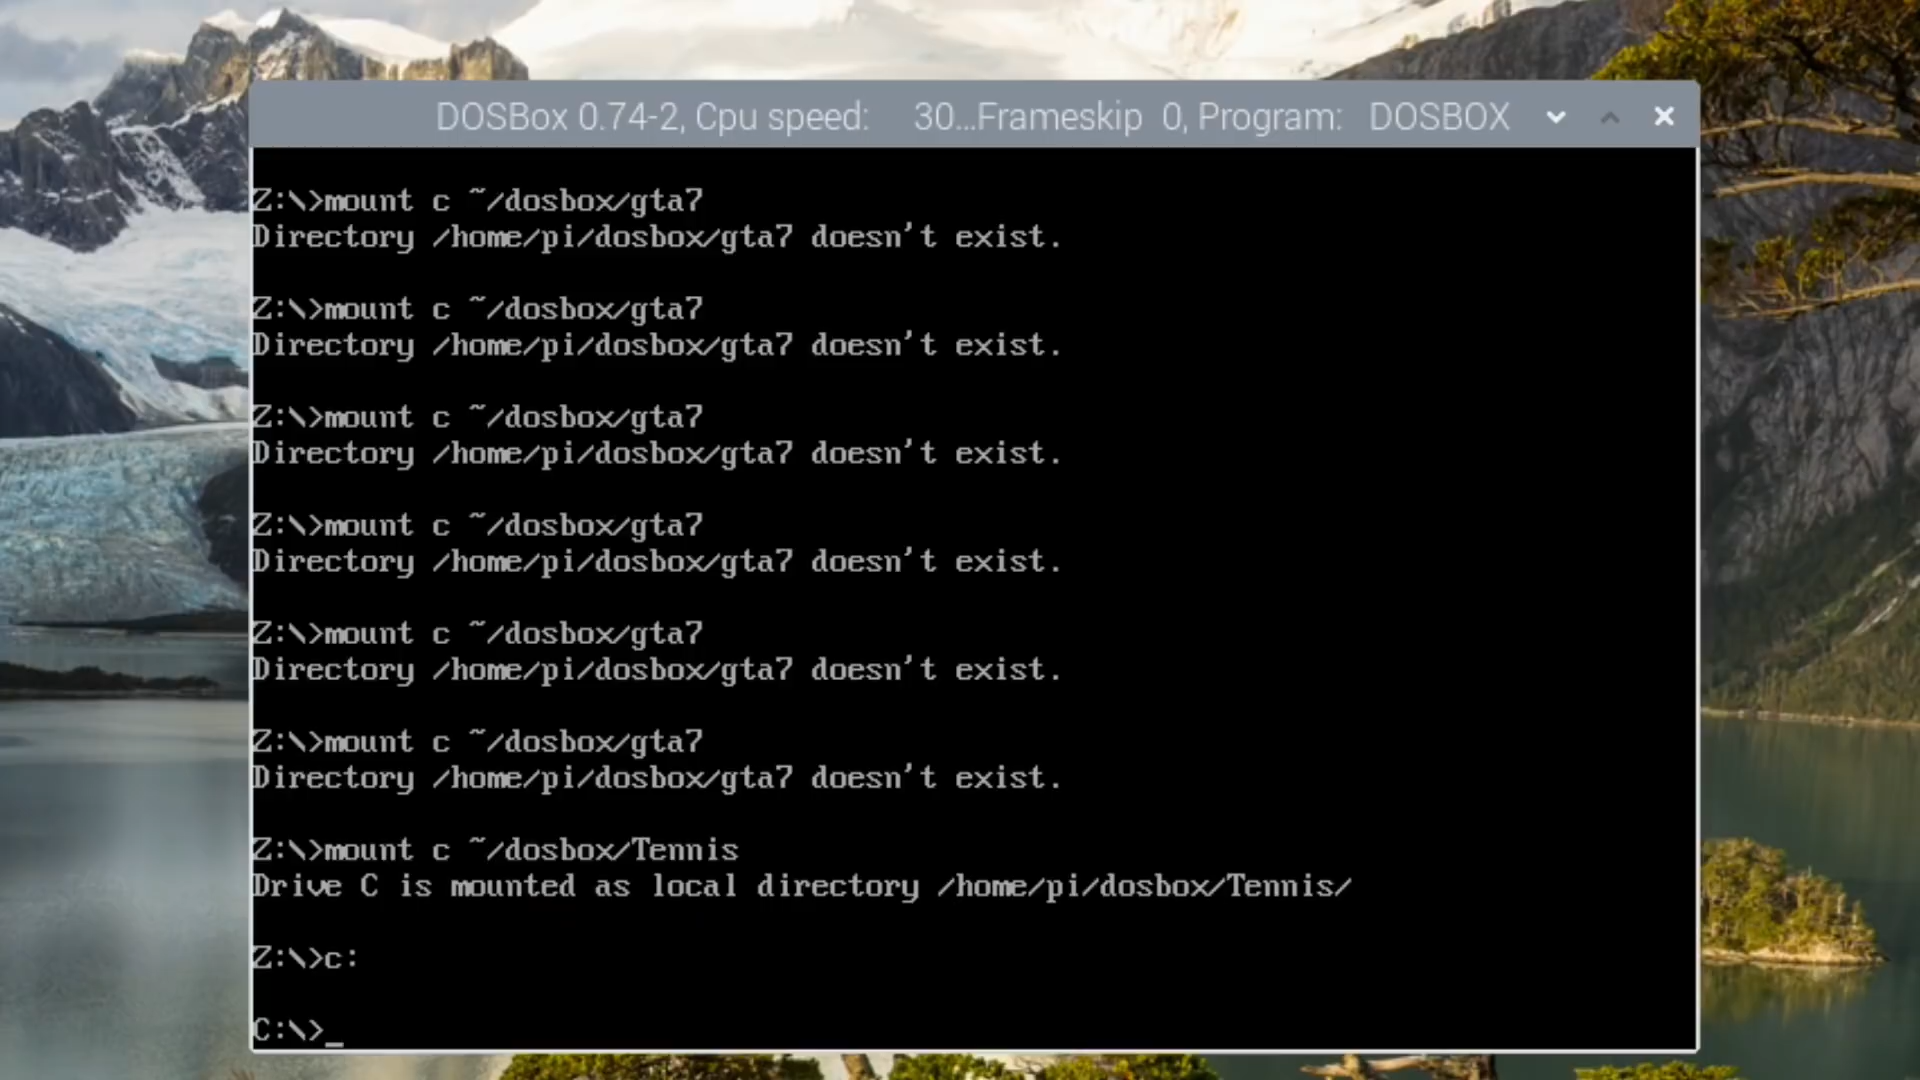 DOSBox 0.74-2, Cpu speed: 30...Frameskip 0, Program: DOSBOX
Z:\>mount c ~/dosbox/gta7
Directory /home/pi/dosbox/gta7 doesn't exist.
Z:\>mount c ~/dosbox/gta7
Directory /home/pi/dosbox/gta7 doesn't exist.
Z:\>mount c ~/dosbox/gta7
Directory /home/pi/dosbox/gta7 doesn't exist.
Z:\>mount c ~/dosbox/gta7
Directory /home/pi/dosbox/gta7 doesn't exist.
Z:\>mount c ~/dosbox/gta7
Directory /home/pi/dosbox/gta7 doesn't exist.
Z:\>mount c ~/dosbox/gta7
Directory /home/pi/dosbox/gta7 doesn't exist.
Z:\>mount c ~/dosbox/Tennis
Drive C is mounted as local directory /home/pi/dosbox/Tennis/
Z:\>c:
C:\>_